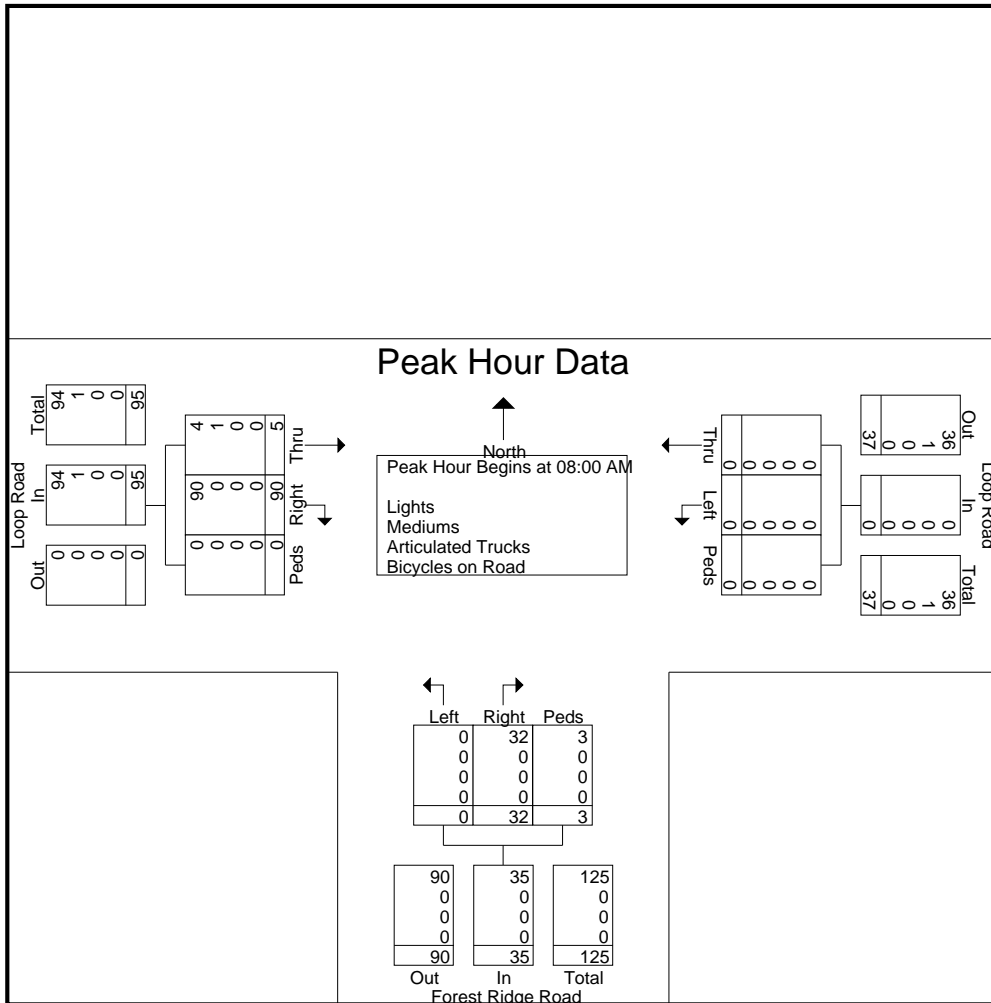 Peak Hour Data
North
Peak Hour Begins at 08:00 AM
Lights
Mediums
Articulated Trucks
Bicycles on Road
Loop Road
Total
94 1 0 0 95
In
94 1 0 0 95
Out
0 0 0 0 0
Thru
4 1 0 0 5
Right
90 0 0 0 90
Peds
0 0 0 0 0
Loop Road
Out
36 1 0 0 37
In
0 0 0 0 0
Total
36 1 0 0 37
Thru
0 0 0 0 0
Left
0 0 0 0 0
Peds
0 0 0 0 0
Left Right Peds
0 32 3
0 0 0
0 0 0
0 0 0
0 32 3
90 35 125
0 0 0
0 0 0
0 0 0
90 35 125
Out In Total
Forest Ridge Road